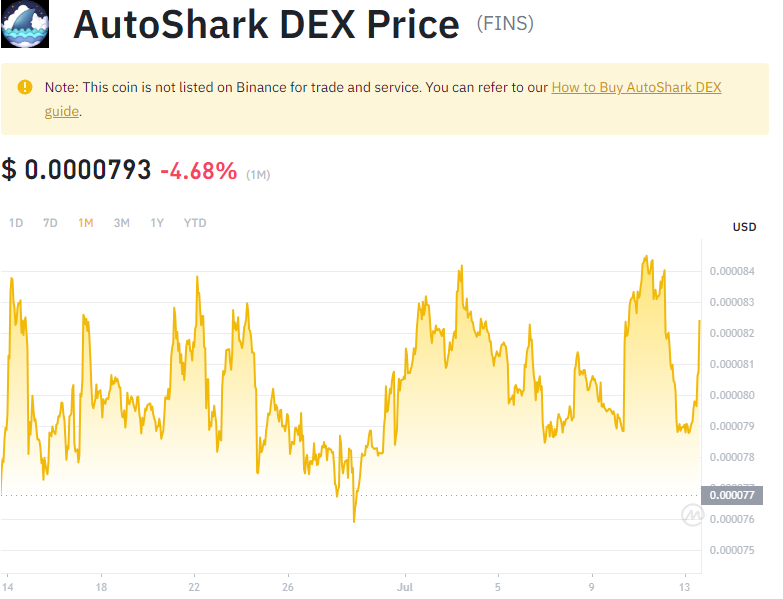 AutoShark DEX Price (FINS)
Note: This coin is not listed on Binance for trade and service. You can refer to our How to Buy AutoShark DEX
guide.
$ 0.0000793 -4.68% (1M)
1D 7D 1M 3M 1Y YTD
USD
0.000084
0.000083
0.000082
0.000081
0.000080
0.000079
0.000078
0.000077
0.000076
0.000075
14 18 22 26 Jul 5 9 13